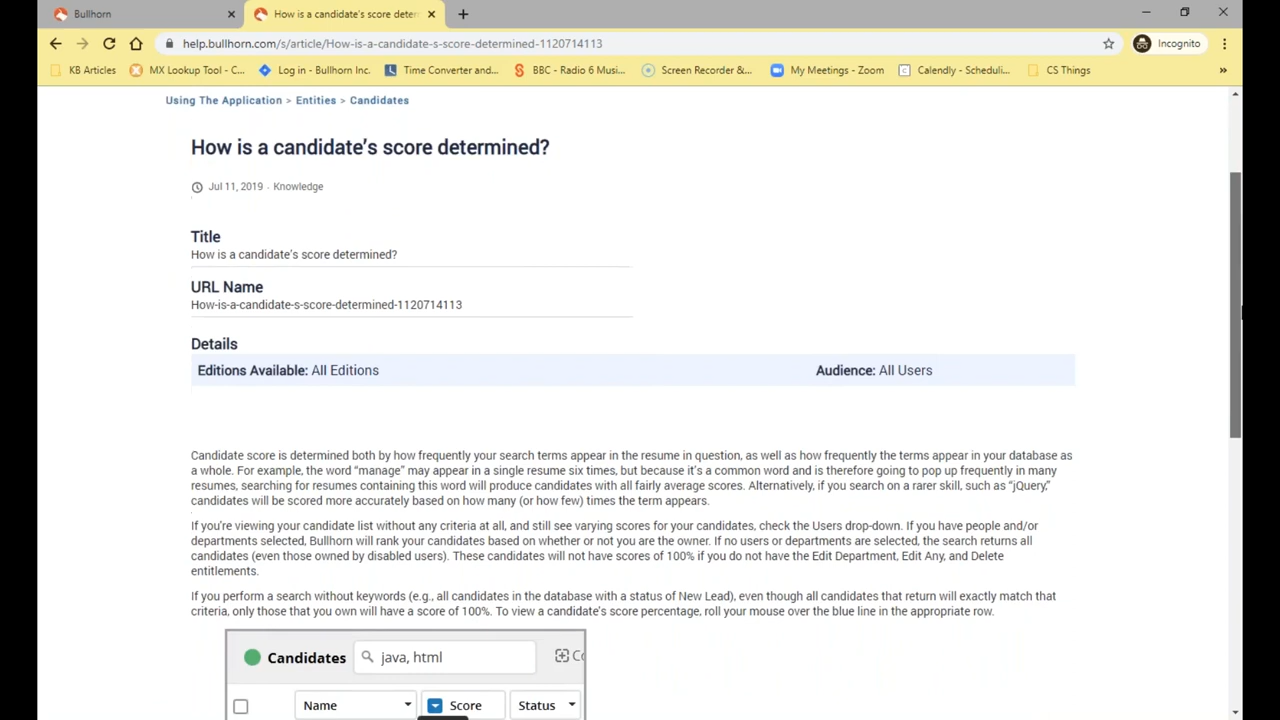 Bullhorn
How is a candidate's score deter
help.bullhorn.com/s/article/How-is-a-candidate-s-score-determined-1120714113
Incognito
KB Articles
MX Lookup Tool - C...
Log in - Bullhorn Inc.
Time Converter and...
BBC - Radio 6 Musi...
Screen Recorder &...
My Meetings - Zoom
Calendly - Scheduli...
CS Things
»
Using The Application > Entities > Candidates
How is a candidate's score determined?
Jul 11, 2019 · Knowledge
Title
How is a candidate's score determined?
URL Name
How-is-a-candidate-s-score-determined-1120714113
Details
Editions Available: All Editions
Audience: All Users
Candidate score is determined both by how frequently your search terms appear in the resume in question, as well as how frequently the terms appear in your database as
a whole. For example, the word “manage” may appear in a single resume six times, but because it's a common word and is therefore going to pop up frequently in many
resumes, searching for resumes containing this word will produce candidates with all fairly average scores. Alternatively, if you search on a rarer skill, such as “jQuery,”
candidates will be scored more accurately based on how many (or how few) times the term appears.
If you're viewing your candidate list without any criteria at all, and still see varying scores for your candidates, check the Users drop-down. If you have people and/or
departments selected, Bullhorn will rank your candidates based on whether or not you are the owner. If no users or departments are selected, the search returns all
candidates (even those owned by disabled users). These candidates will not have scores of 100% if you do not have the Edit Department, Edit Any, and Delete
entitlements.
If you perform a search without keywords (e.g., all candidates in the database with a status of New Lead), even though all candidates that return will exactly match that
criteria, only those that you own will have a score of 100%. To view a candidate's score percentage, roll your mouse over the blue line in the appropriate row.
Candidates
java, html
Name
Score
Status